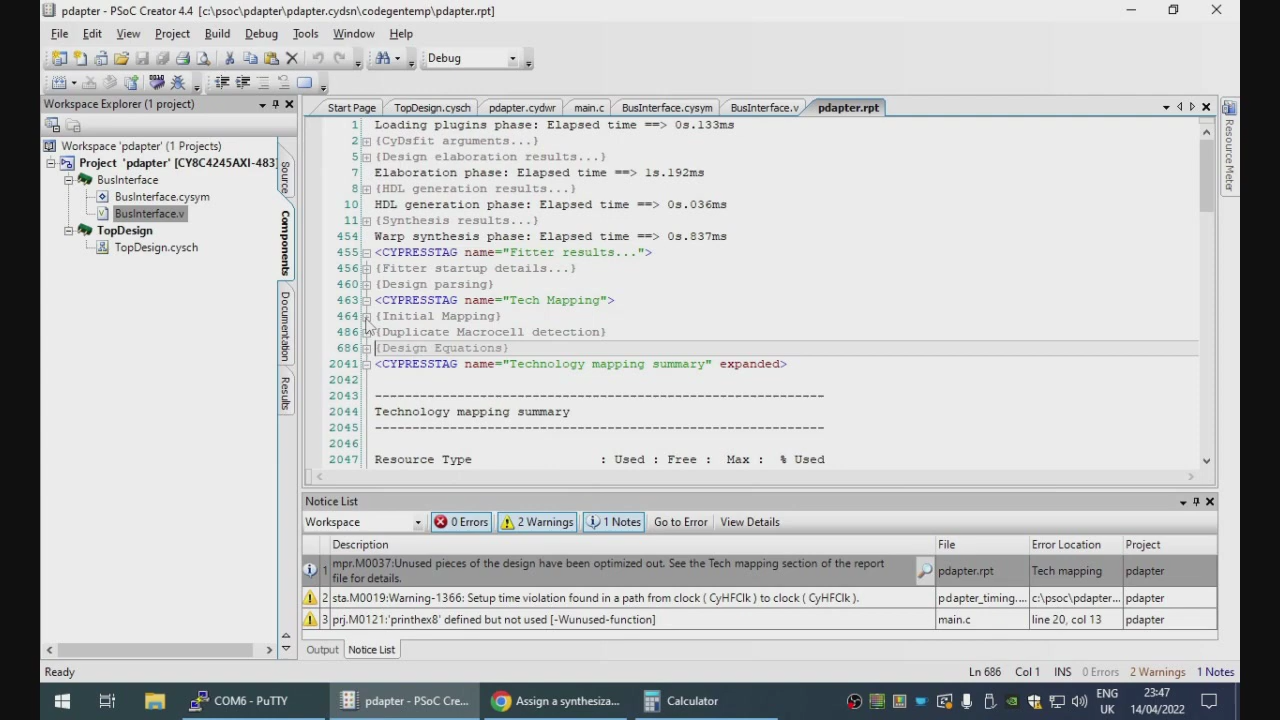 pdapter - PSoC Creator 4.4 [c:\psoc\pdapter\pdapter.cydsn\codegentemp\pdapter.rpt]
File Edit View Project Build Debug Tools Window Help
Debug
Workspace Explorer (1 project)
Workspace 'pdapter' (1 Projects)
Project 'pdapter' [CY8C4245AXI-483]
BusInterface
BusInterface.cysym
BusInterface.v
TopDesign
TopDesign.cysch
Source
Components
Documentation
Results
Start Page TopDesign.cysch pdapter.cydwr main.c BusInterface.cysym BusInterface.v pdapter.rpt
1 Loading plugins phase: Elapsed time ==> 0s.133ms
2 {CyDsfit arguments...}
5 {Design elaboration results...}
7 Elaboration phase: Elapsed time ==> 1s.192ms
8 {HDL generation results...}
10 HDL generation phase: Elapsed time ==> 0s.036ms
11 {Synthesis results...}
454 Warp synthesis phase: Elapsed time ==> 0s.837ms
455 <CYPRESSTAG name="Fitter results...">
456 {Fitter startup details...}
460 {Design parsing}
463 <CYPRESSTAG name="Tech Mapping">
464 {Initial Mapping}
486 {Duplicate Macrocell detection}
686 {Design Equations}
2041 <CYPRESSTAG name="Technology mapping summary" expanded>
2042
2043 ------------------------------------------------------------
2044 Technology mapping summary
2045 ------------------------------------------------------------
2046
2047 Resource Type : Used : Free : Max : % Used
Resource Meter
Notice List
Workspace 0 Errors 2 Warnings 1 Notes Go to Error View Details
Description File Error Location Project
1 mpr.M0037:Unused pieces of the design have been optimized out. See the Tech mapping section of the report file for details. pdapter.rpt Tech mapping pdapter
2 sta.M0019:Warning-1366: Setup time violation found in a path from clock ( CyHFClk ) to clock ( CyHFClk ). pdapter_timing.... c:\psoc\pdapter... pdapter
3 prj.M0121:'printhex8' defined but not used [-Wunused-function] main.c line 20, col 13 pdapter
Output Notice List
Ready Ln 686 Col 1 INS 0 Errors 2 Warnings 1 Notes
COM6 - PuTTY pdapter - PSoC Cre... Assign a synthesiza... Calculator ENG UK 23:47 14/04/2022